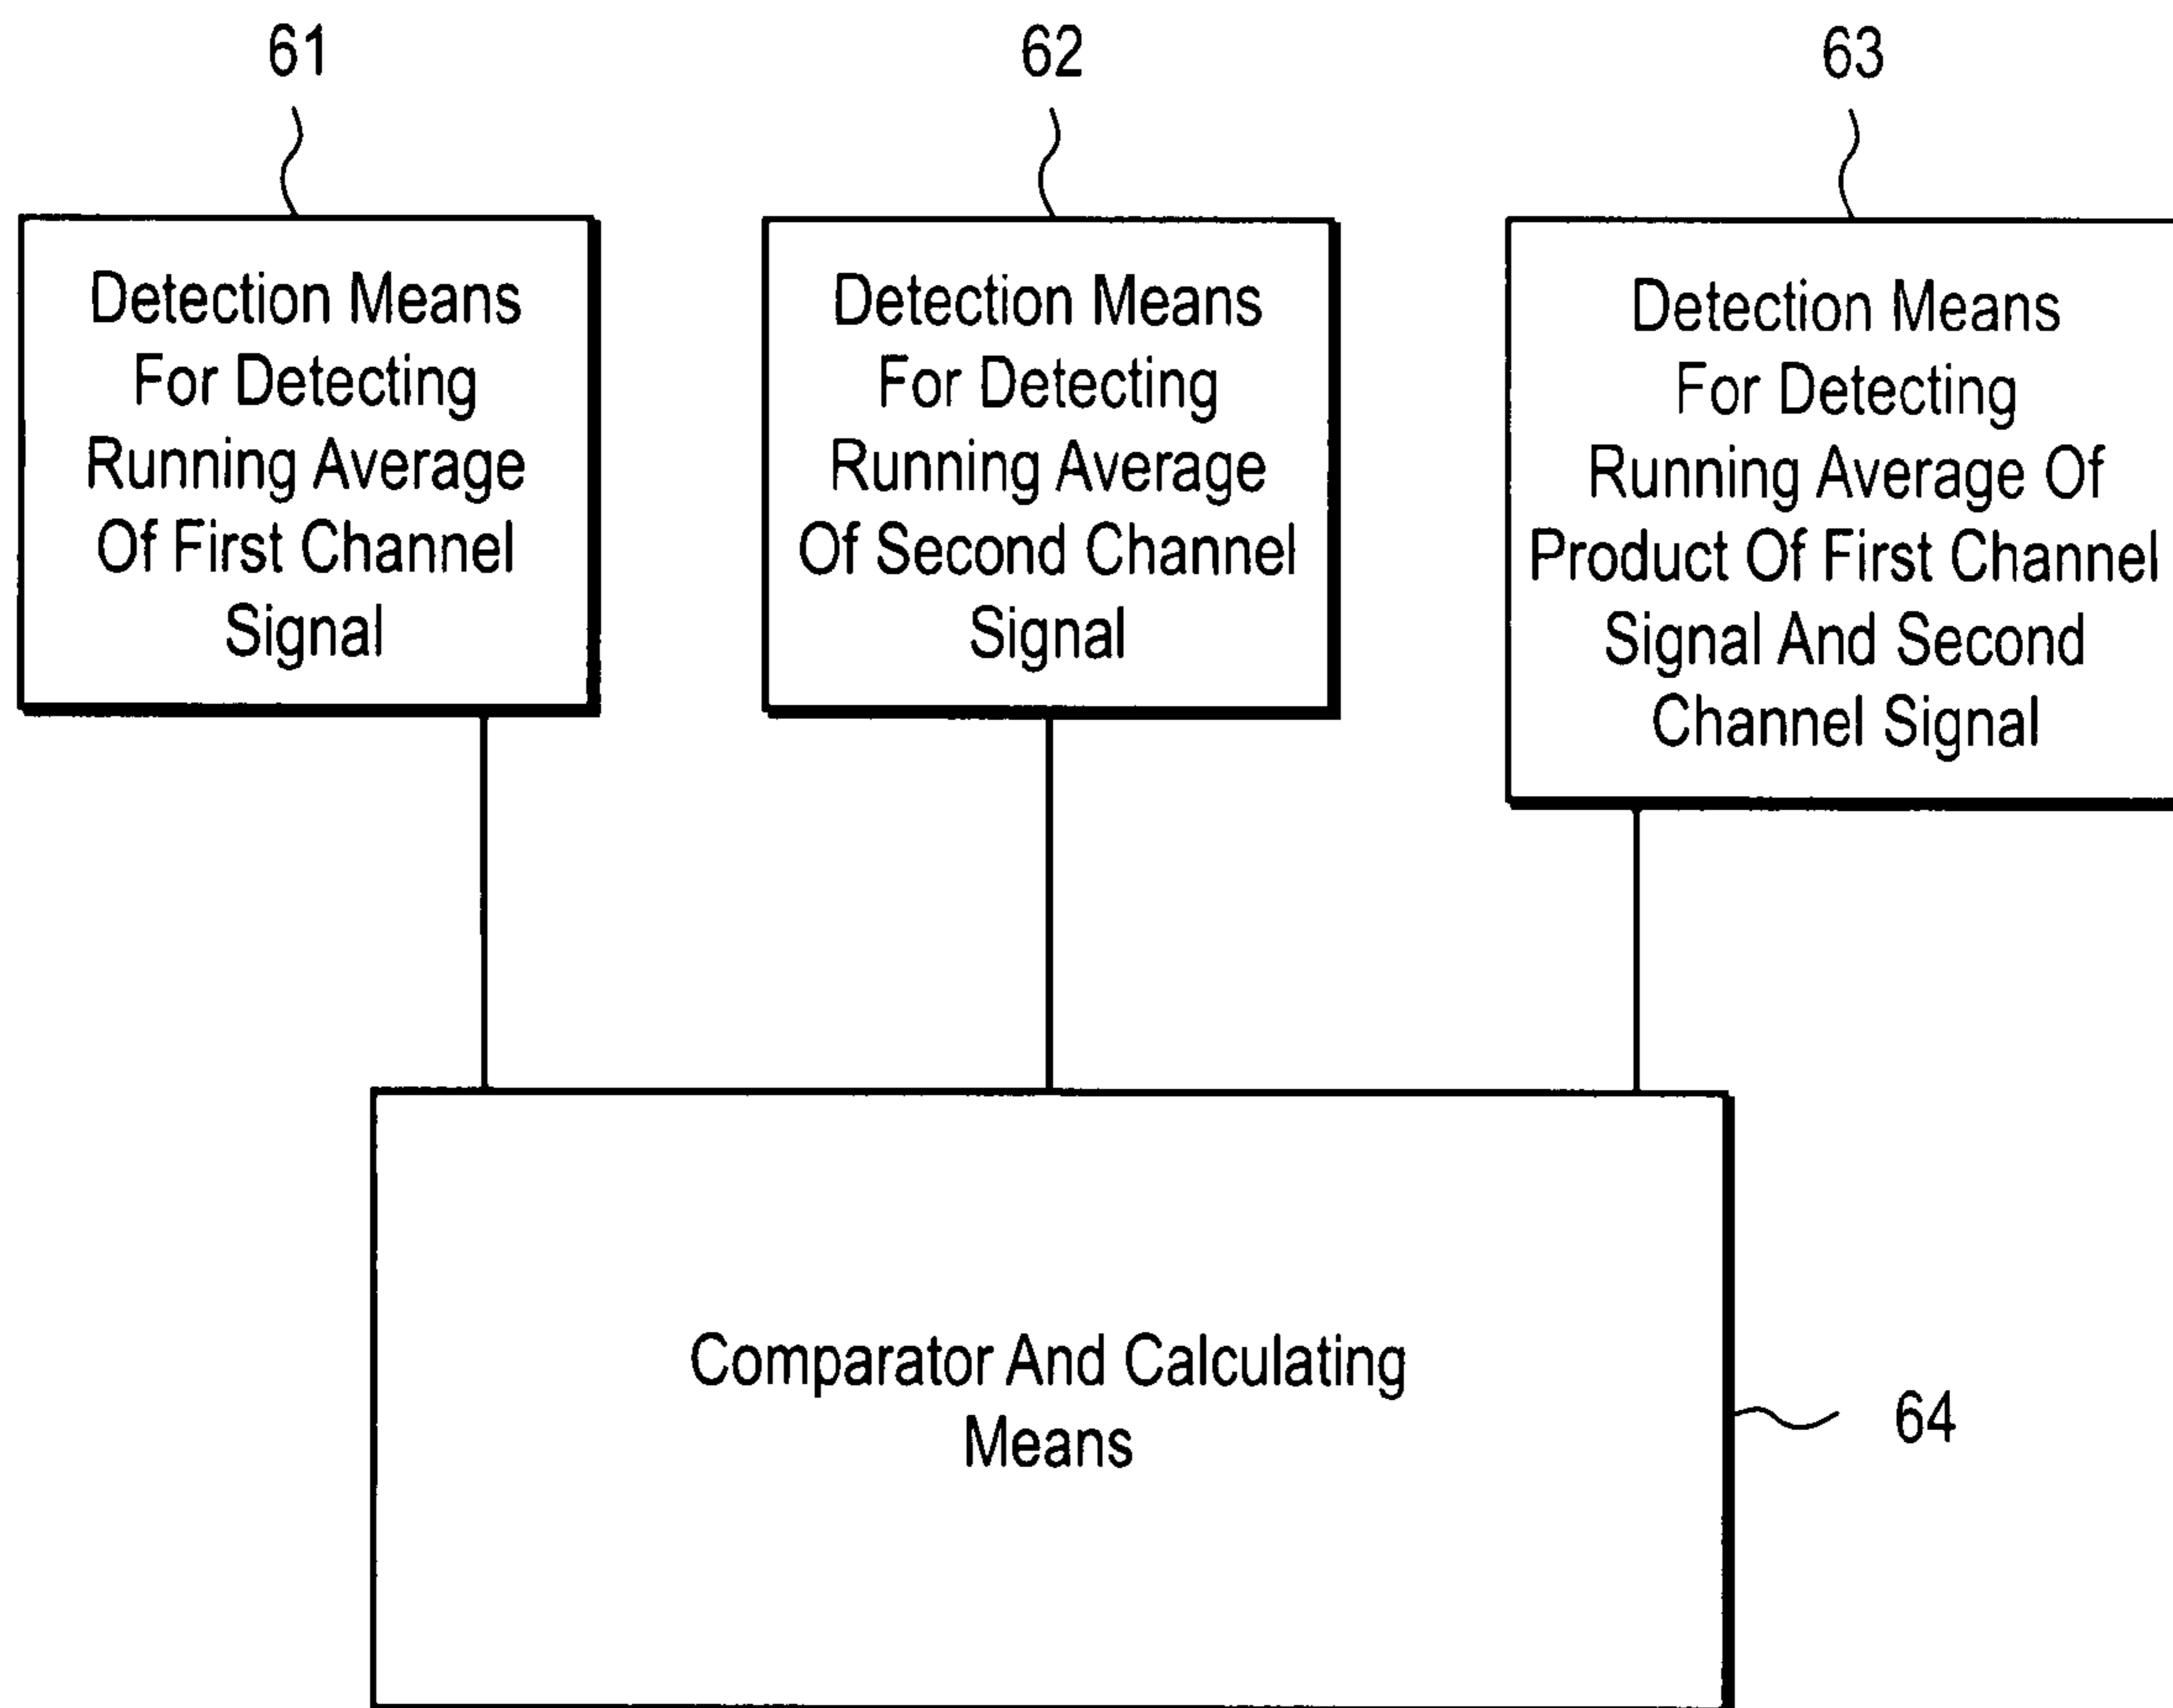 61
62
63
Detection Means
For Detecting
Running Average
Of First Channel
Signal
Detection Means
For Detecting
Running Average
Of Second Channel
Signal
Detection Means
For Detecting
Running Average Of
Product Of First Channel
Signal And Second
Channel Signal
Comparator And Calculating
Means
64